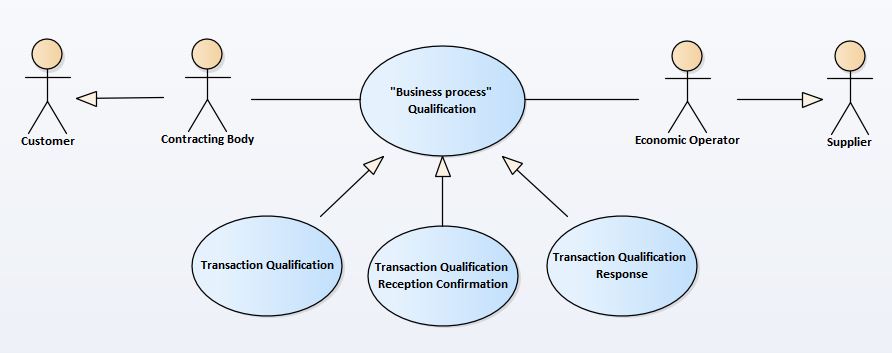 "Business process"
Qualification
Customer
Contracting Body
Economic Operator
Supplier
Transaction Qualification
Transaction Qualification
Reception Confirmation
Transaction Qualification
Response